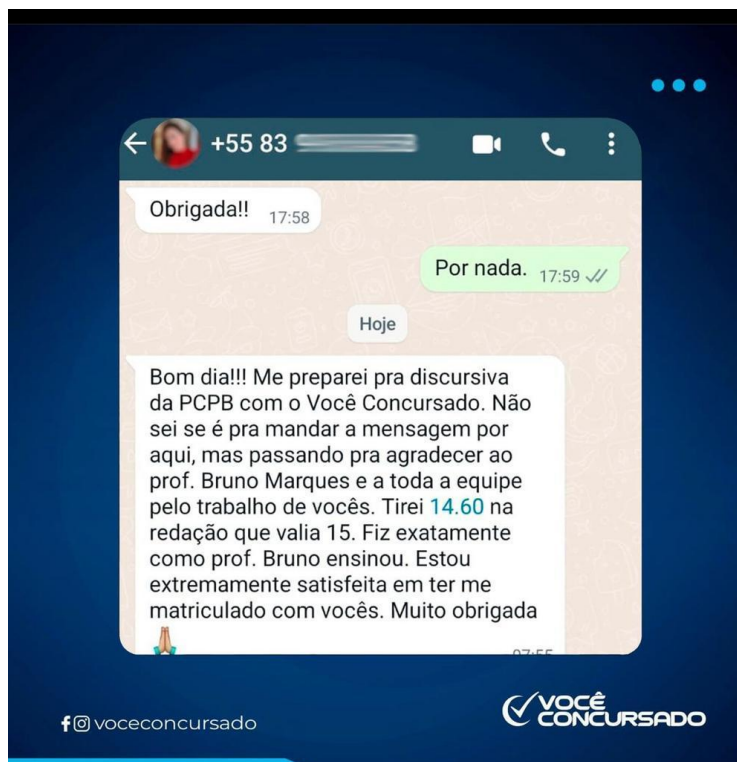 +55 83
Obrigada!! 17:58
Por nada. 17:59
Hoje
Bom dia!!! Me preparei pra discursiva
da PCPB com o Você Concursado. Não
sei se é pra mandar a mensagem por
aqui, mas passando pra agradecer ao
prof. Bruno Marques e a toda a equipe
pelo trabalho de vocês. Tirei 14.60 na
redação que valia 15. Fiz exatamente
como prof. Bruno ensinou. Estou
extremamente satisfeita em ter me
matriculado com vocês. Muito obrigada
🙏🏼
voceconcursado
VOCÊ
CONCURSADO